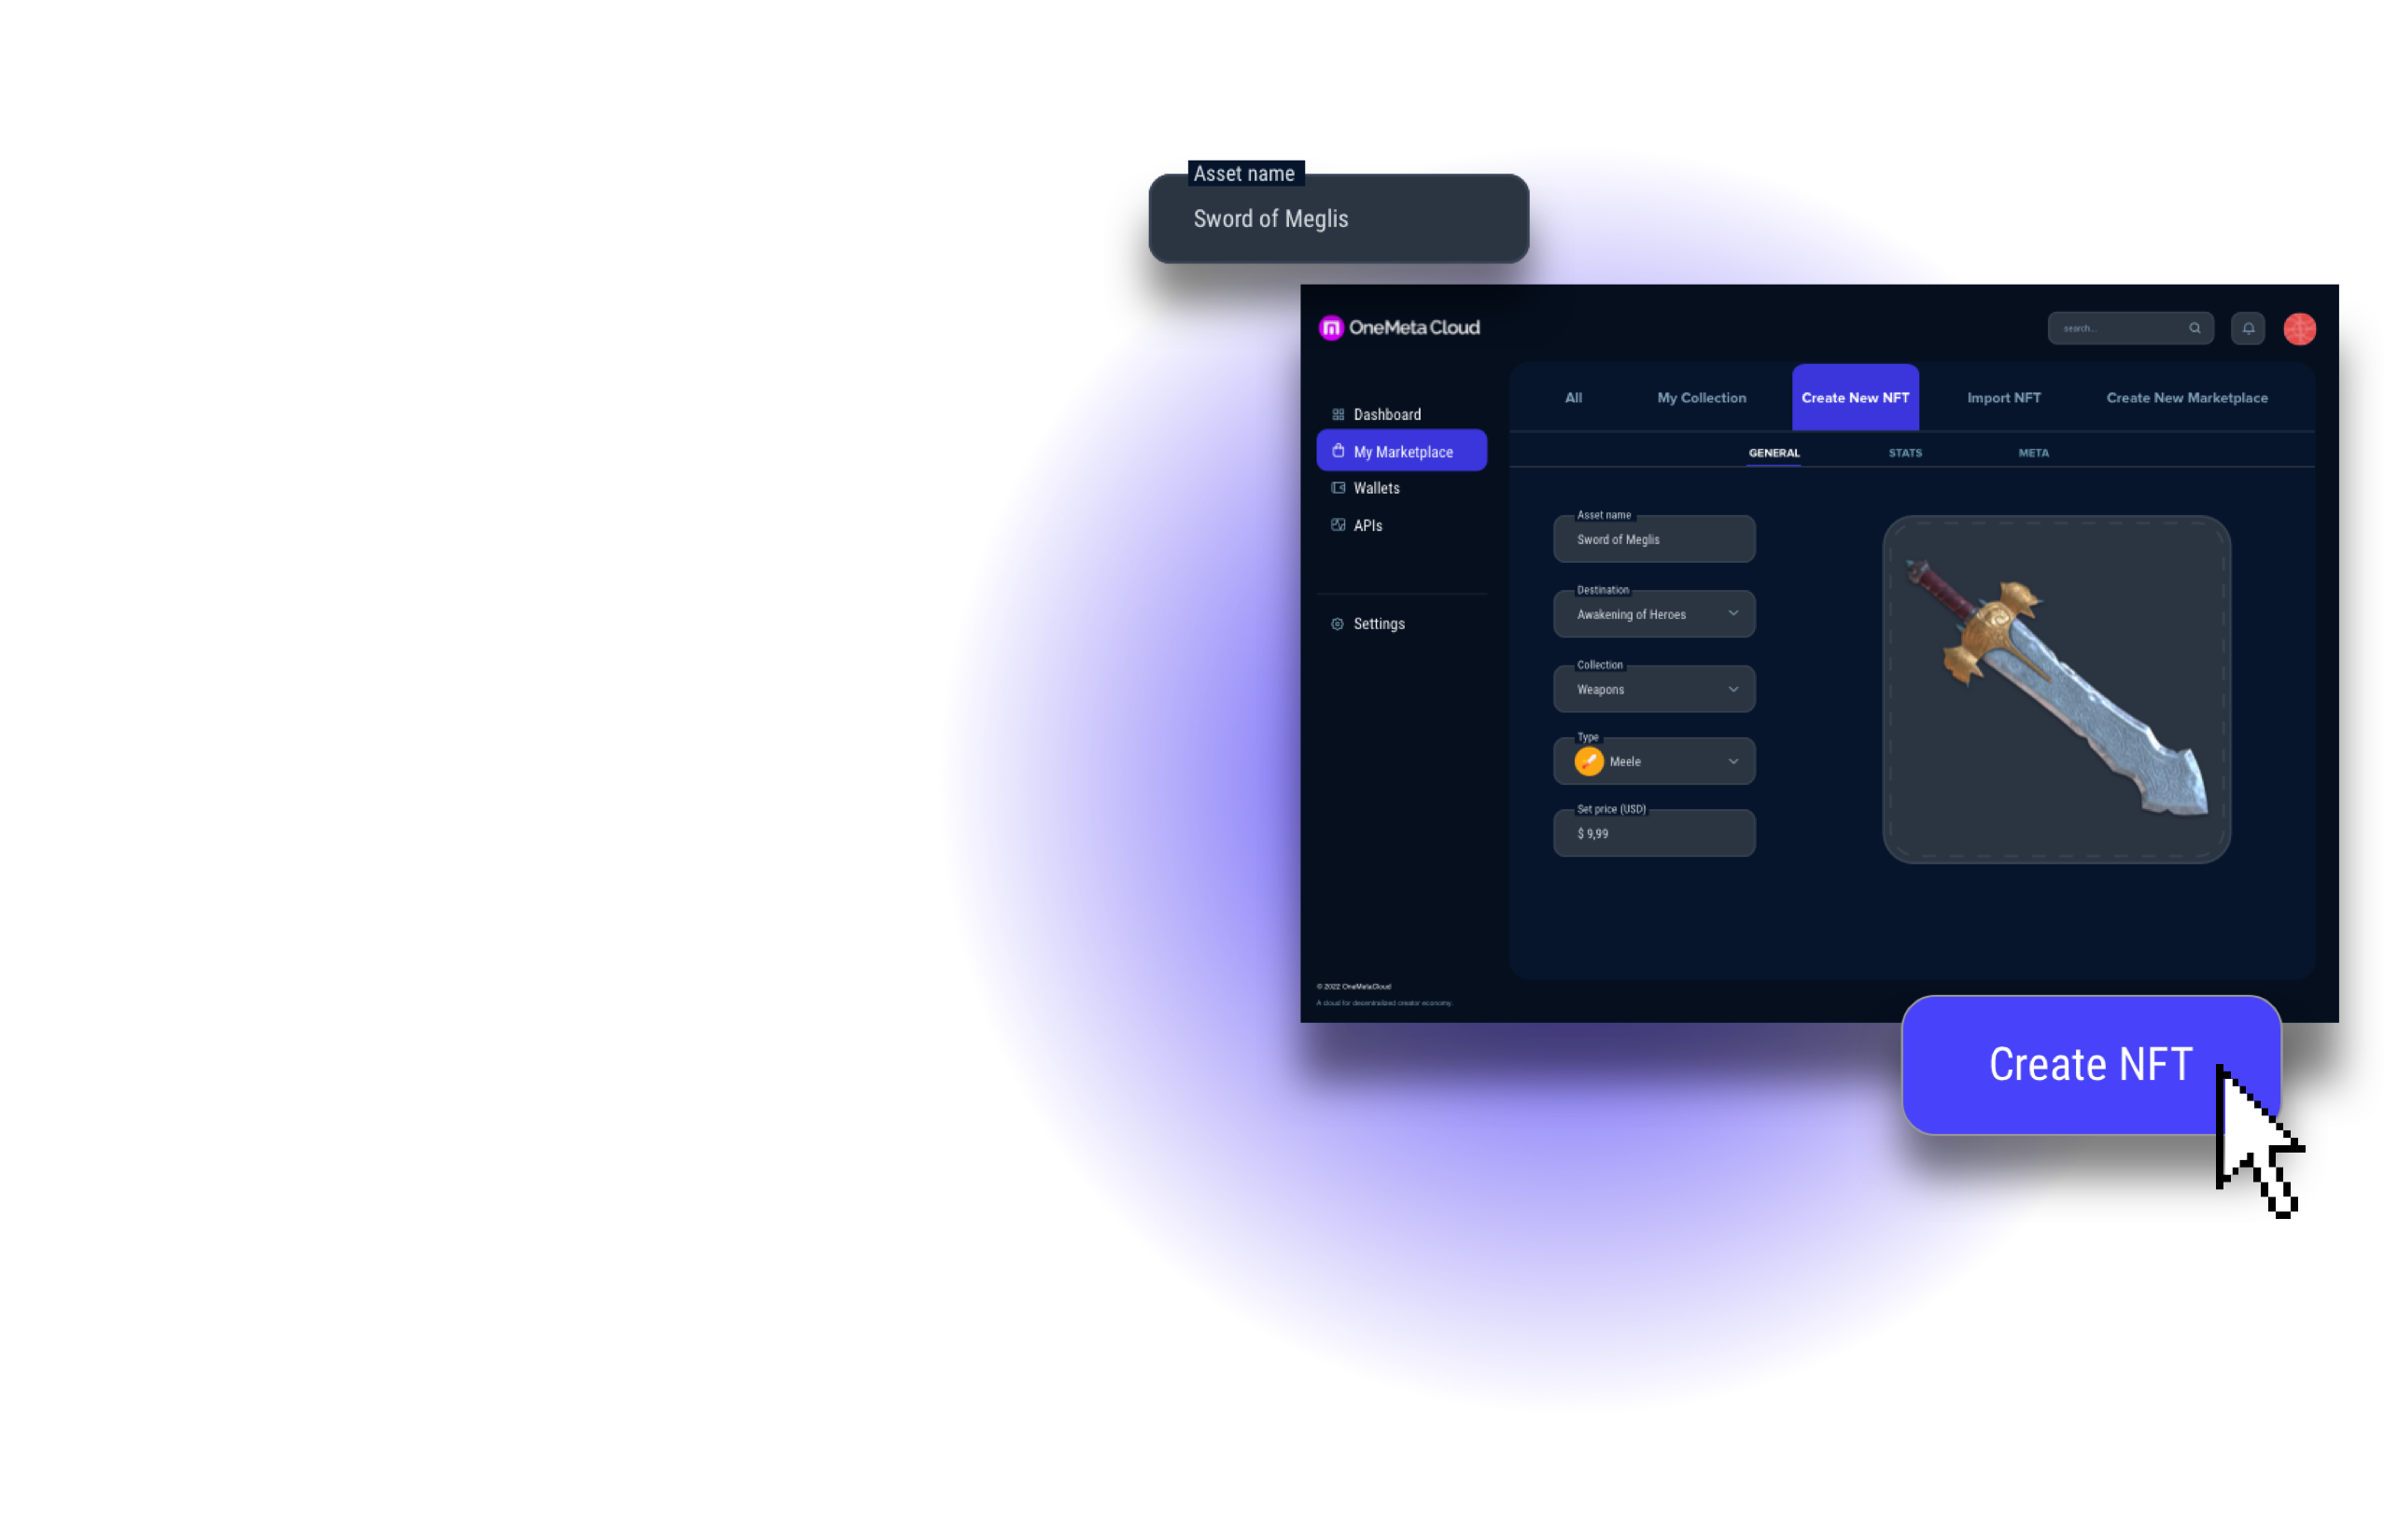 Asset name
Sword of Meglis
OneMeta Cloud
search...
All
My Collection
Create New NFT
Import NFT
Create New Marketplace
Dashboard
My Marketplace
Wallets
APIs
Settings
GENERAL
STATS
META
Asset name
Sword of Meglis
Destination
Awakening of Heroes
Collection
Weapons
Type
Meele
Set price (USD)
$ 9,99
© 2022 OneMetaCloud
A cloud for decentralized creator economy.
Create NFT